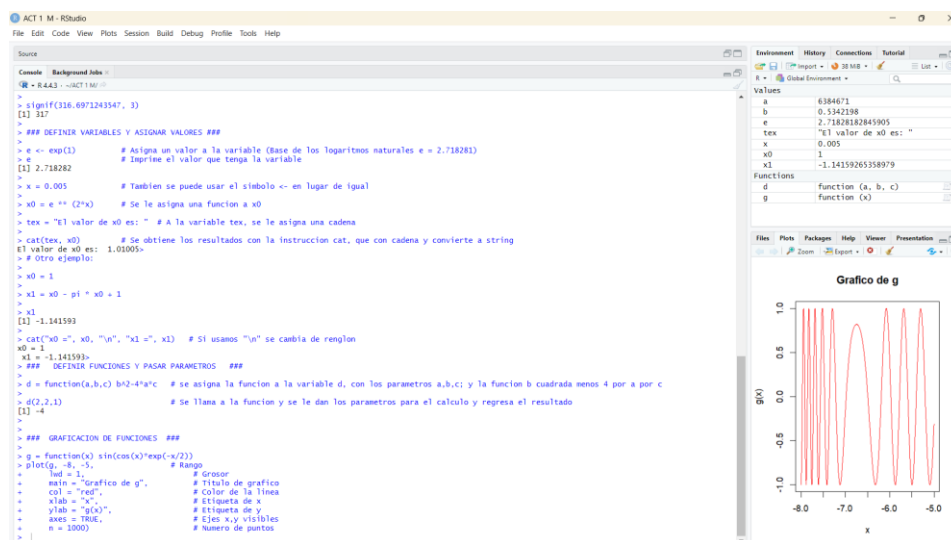 ACT 1 M - RStudio
File Edit Code View Plots Session Build Debug Profile Tools Help
Source
Console Background Jobs
R - R 4.4.3 · ~/ACT 1 M/
>
> signif(316.6971243547, 3)
[1] 317
>
> ### DEFINIR VARIABLES Y ASIGNAR VALORES ###
>
> e <- exp(1) # Asigna un valor a la variable (Base de los logaritmos naturales e = 2.718281)
> e # Imprime el valor que tenga la variable
[1] 2.718282
>
> x = 0.005 # Tambien se puede usar el simbolo <- en lugar de igual
>
> x0 = e ** (2*x) # Se le asigna una funcion a x0
>
> tex = "El valor de x0 es: " # A la variable tex, se le asigna una cadena
>
> cat(tex, x0) # Se obtiene los resultados con la instruccion cat, que con cadena y convierte a string
El valor de x0 es:  1.01005>
> # Otro ejemplo:
>
> x0 = 1
>
> x1 = x0 - pi * x0 + 1
>
> x1
[1] -1.141593
>
> cat("x0 =", x0, "\n", "x1 =", x1) # Si usamos "\n" se cambia de renglon
x0 = 1
x1 = -1.141593>
> ### DEFINIR FUNCIONES Y PASAR PARAMETROS ###
>
> d = function(a,b,c) b^2-4*a*c # se asigna la funcion a la variable d, con los parametros a,b,c; y la funcion b cuadrada menos 4 por a por c
>
> d(2,2,1) # Se llama a la funcion y se le dan los parametros para el calculo y regresa el resultado
[1] -4
>
>
> ### GRAFICACION DE FUNCIONES ###
>
> g = function(x) sin(cos(x)*exp(-x/2))
> plot(g, -8, -5, # Rango
+ lwd = 1, # Grosor
+ main = "Grafico de g", # Titulo de grafico
+ col = "red", # Color de la linea
+ xlab = "x", # Etiqueta de x
+ ylab = "g(x)", # Etiqueta de y
+ axes = TRUE, # Ejes x,y visibles
+ n = 1000) # Numero de puntos
>
Environment History Connections Tutorial
Import 38 MiB List
R Global Environment
Values
a 6384671
b 0.5342198
e 2.71828182845905
tex "El valor de x0 es: "
x 0.005
x0 1
x1 -1.14159265358979
Functions
d function (a, b, c)
g function (x)
Files Plots Packages Help Viewer Presentation
Zoom Export
Grafico de g
1.0
0.5
0.0
-0.5
-1.0
g(x)
-8.0 -7.0 -6.0 -5.0
x